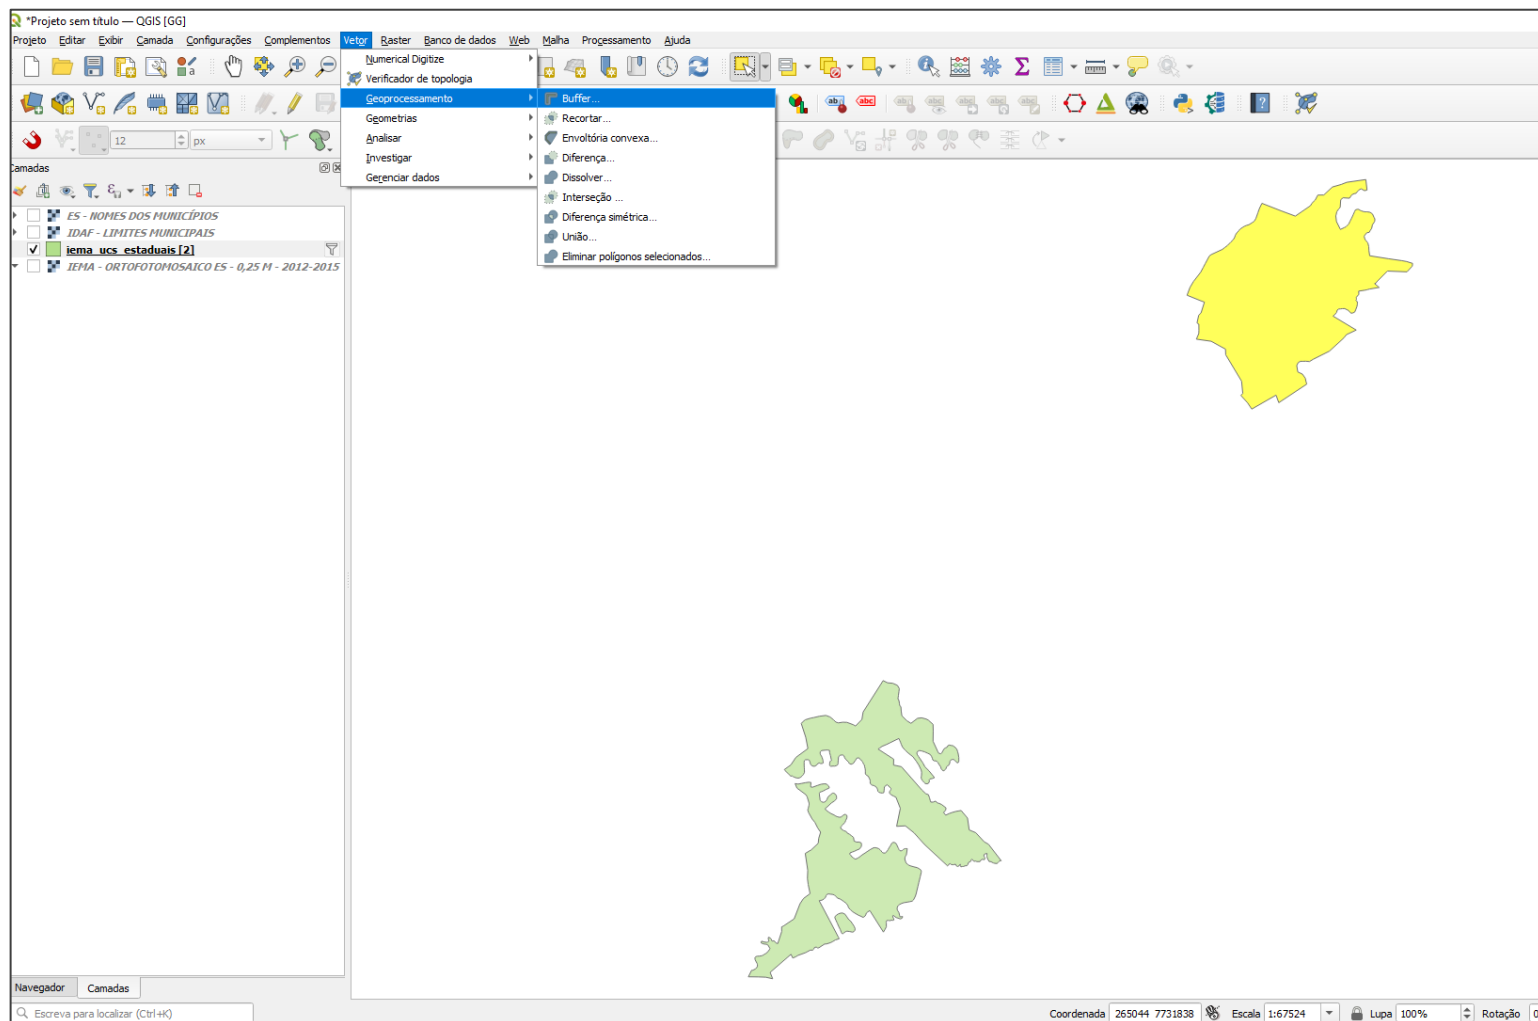 *Projeto sem título — QGIS [GG]
Projeto Editar Exibir Camada Configurações Complementos Vetor Raster Banco de dados Web Malha Processamento Ajuda
Numerical Digitize
Verificador de topologia
Geoprocessamento
Geometrias
Analisar
Investigar
Gerenciar dados
Buffer...
Recortar...
Envoltória convexa...
Diferença...
Dissolver...
Interseção ...
Diferença simétrica...
União...
Eliminar polígonos selecionados...
12 px
Camadas
ES - NOMES DOS MUNICÍPIOS
IDAF - LIMITES MUNICIPAIS
iema_ucs_estaduais [2]
IEMA - ORTOFOTOMOSAICO ES - 0,25 M - 2012-2015
Navegador Camadas
Escreva para localizar (Ctrl+K)
Coordenada 265044 7731838 Escala 1:67524 Lupa 100% Rotação